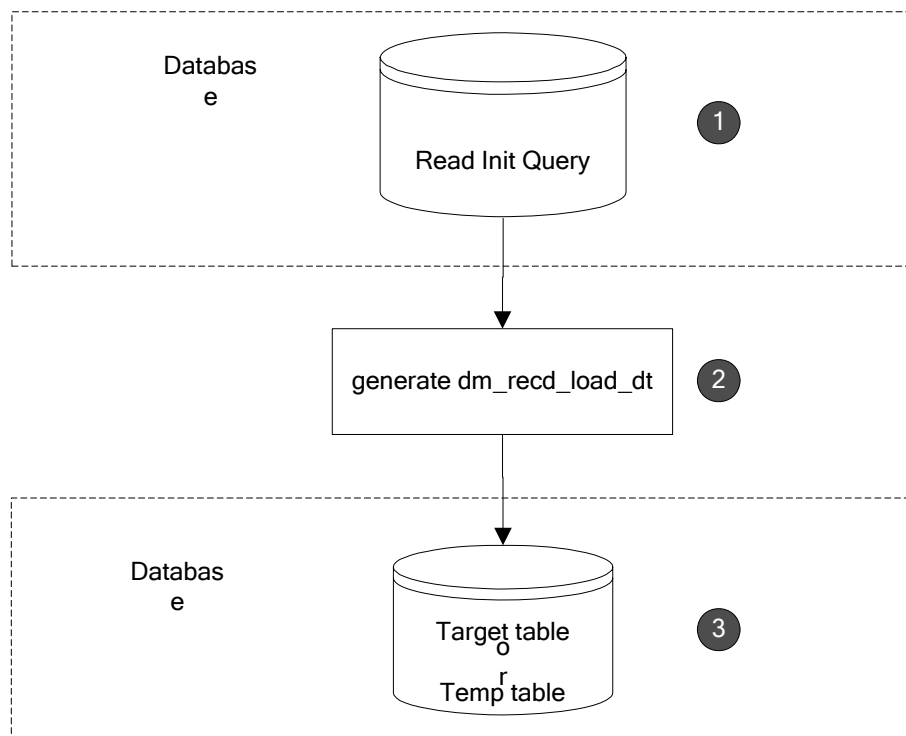 Databas
e
Read Init Query
1
generate dm_recd_load_dt
2
Databas
e
Target table
o
r
Temp table
3